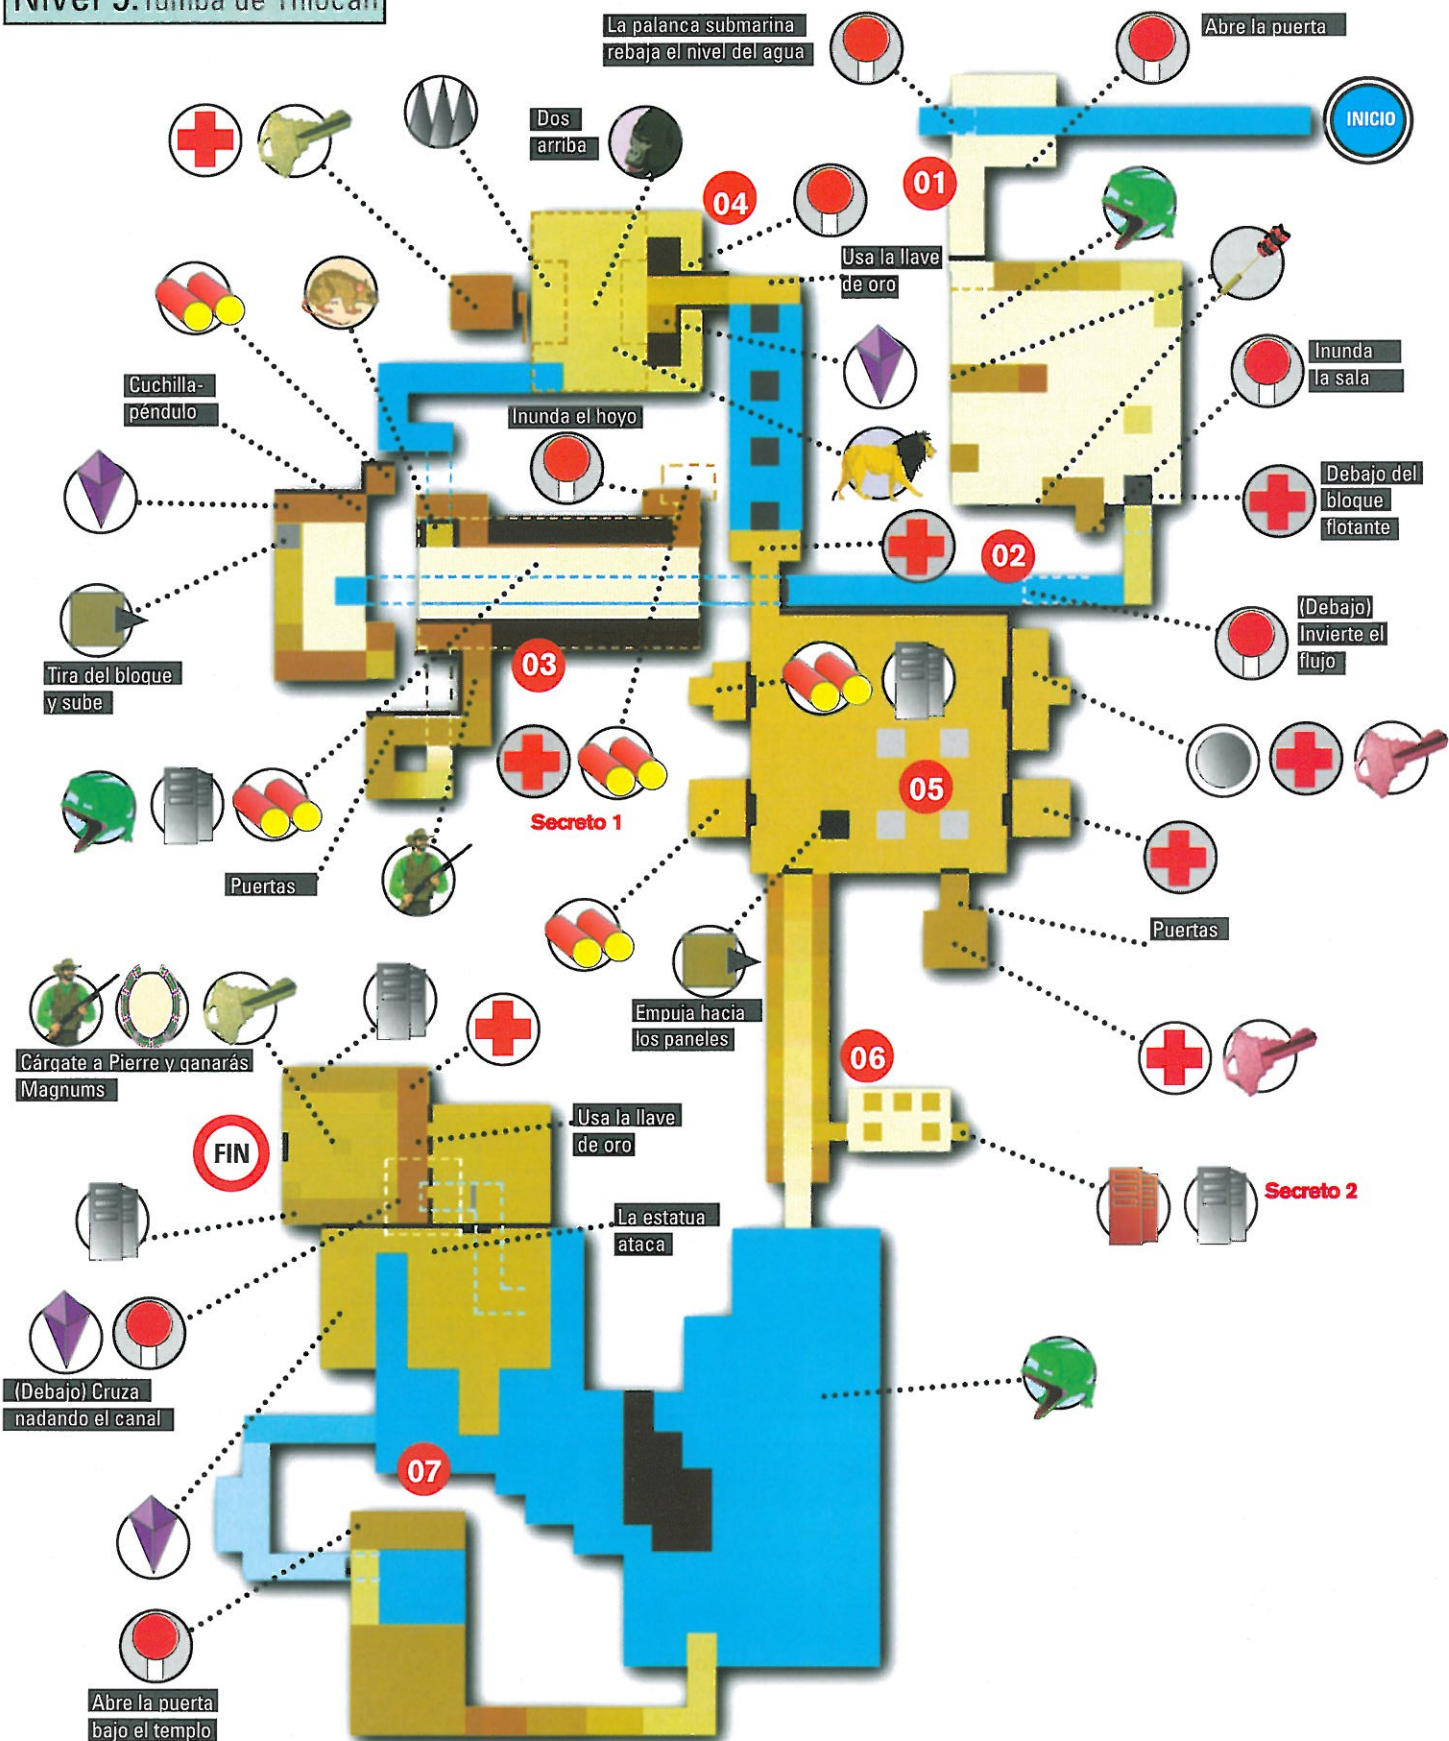 Nivel 9: Tumba de Tihocan
La palanca submarina
rebaja el nivel del agua
Abre la puerta
INICIO
Dos
arriba
04
01
Usa la llave
de oro
Cuchilla-
péndulo
Inunda el hoyo
Inunda
la sala
Debajo del
bloque
flotante
02
(Debajo)
Invierte el
flujo
Tira del bloque
y sube
03
05
Secreto 1
Puertas
Puertas
Empuja hacia
los paneles
Cárgate a Pierre y ganarás
Magnums
06
Usa la llave
de oro
FIN
Secreto 2
La estatua
ataca
(Debajo) Cruza
nadando el canal
07
Abre la puerta
bajo el templo